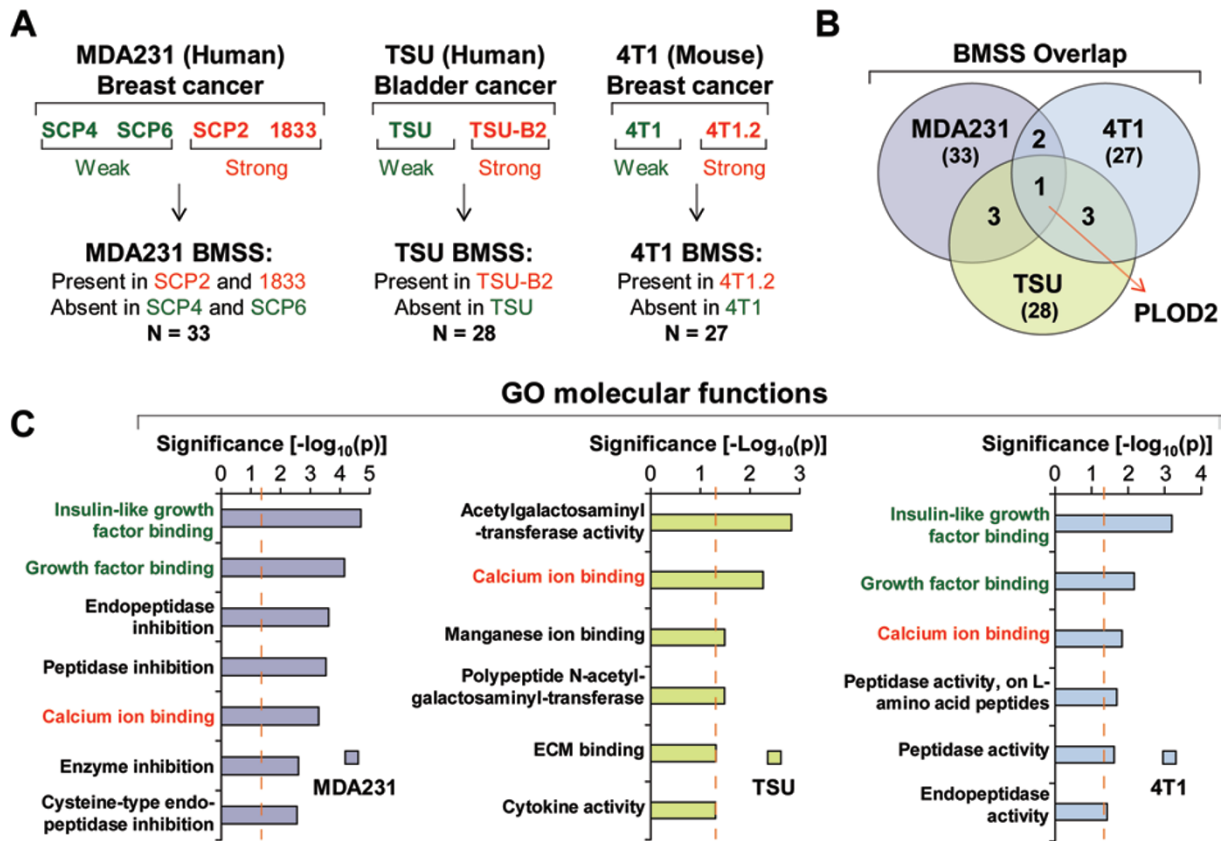 A
MDA231 (Human)
Breast cancer
SCP4 SCP6 SCP2 1833
Weak Strong
MDA231 BMSS:
Present in SCP2 and 1833
Absent in SCP4 and SCP6
N = 33
TSU (Human)
Bladder cancer
TSU TSU-B2
Weak Strong
TSU BMSS:
Present in TSU-B2
Absent in TSU
N = 28
4T1 (Mouse)
Breast cancer
4T1 4T1.2
Weak Strong
4T1 BMSS:
Present in 4T1.2
Absent in 4T1
N = 27
B
BMSS Overlap
MDA231
(33)
2
4T1
(27)
1
3
3
TSU
(28)
PLOD2
GO molecular functions
C
Significance [-log10(p)]
0 1 2 3 4 5
Insulin-like growth
factor binding
Growth factor binding
Endopeptidase
inhibition
Peptidase inhibition
Calcium ion binding
Enzyme inhibition
Cysteine-type endo-
peptidase inhibition
MDA231
Significance [-Log10(p)]
0 1 2 3
Acetylgalactosaminyl
-transferase activity
Calcium ion binding
Manganese ion binding
Polypeptide N-acetyl-
galactosaminyl-transferase
ECM binding
Cytokine activity
TSU
Significance [-log10(p)]
0 1 2 3 4
Insulin-like growth
factor binding
Growth factor binding
Calcium ion binding
Peptidase activity, on L-
amino acid peptides
Peptidase activity
Endopeptidase
activity
4T1